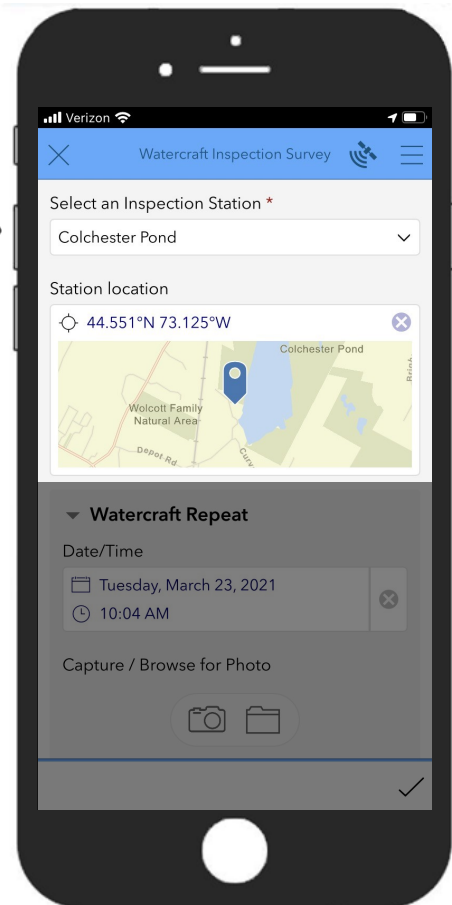 Verizon
Watercraft Inspection Survey
Select an Inspection Station *
Colchester Pond
Station location
44.551°N 73.125°W
Colchester Pond
Wolcott Family
Natural Area
Depot Rd
Watercraft Repeat
Date/Time
Tuesday, March 23, 2021
10:04 AM
Capture / Browse for Photo